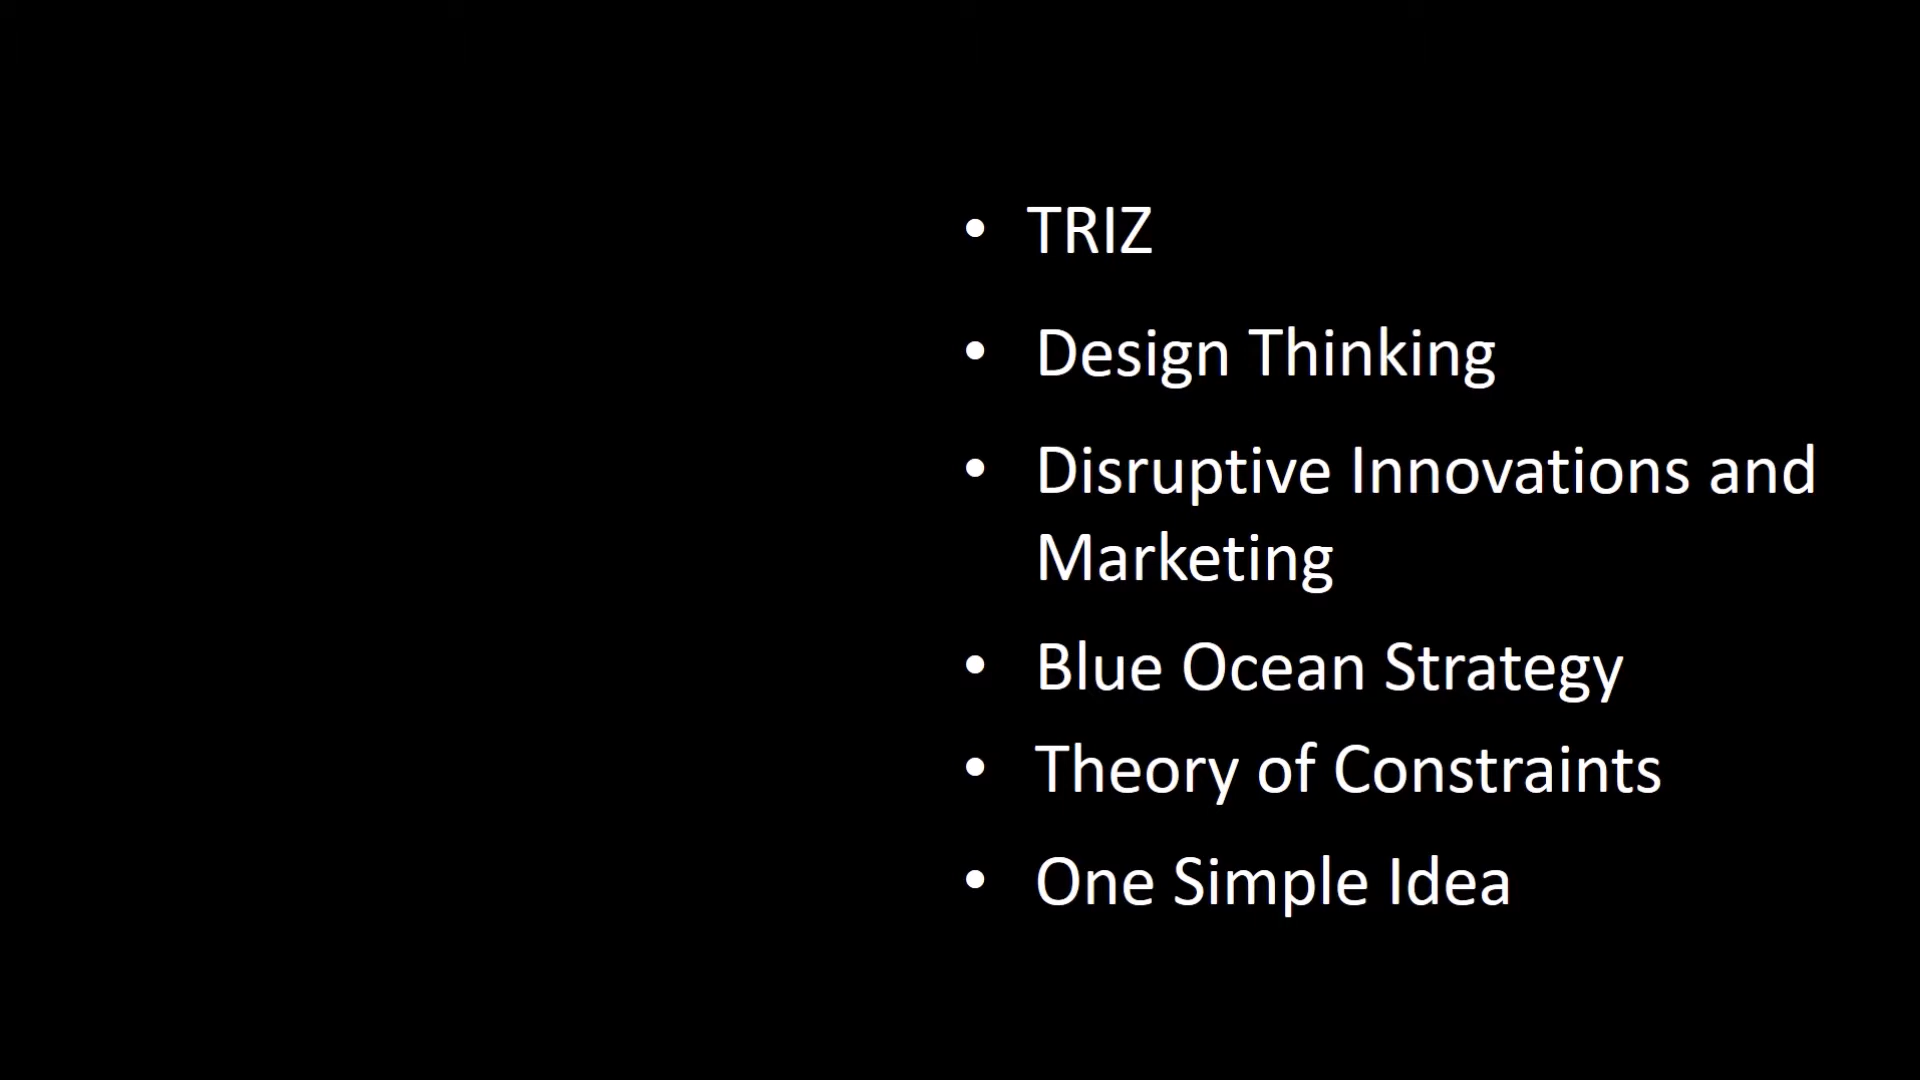 • TRIZ
• Design Thinking
• Disruptive Innovations and
Marketing
• Blue Ocean Strategy
• Theory of Constraints
• One Simple Idea